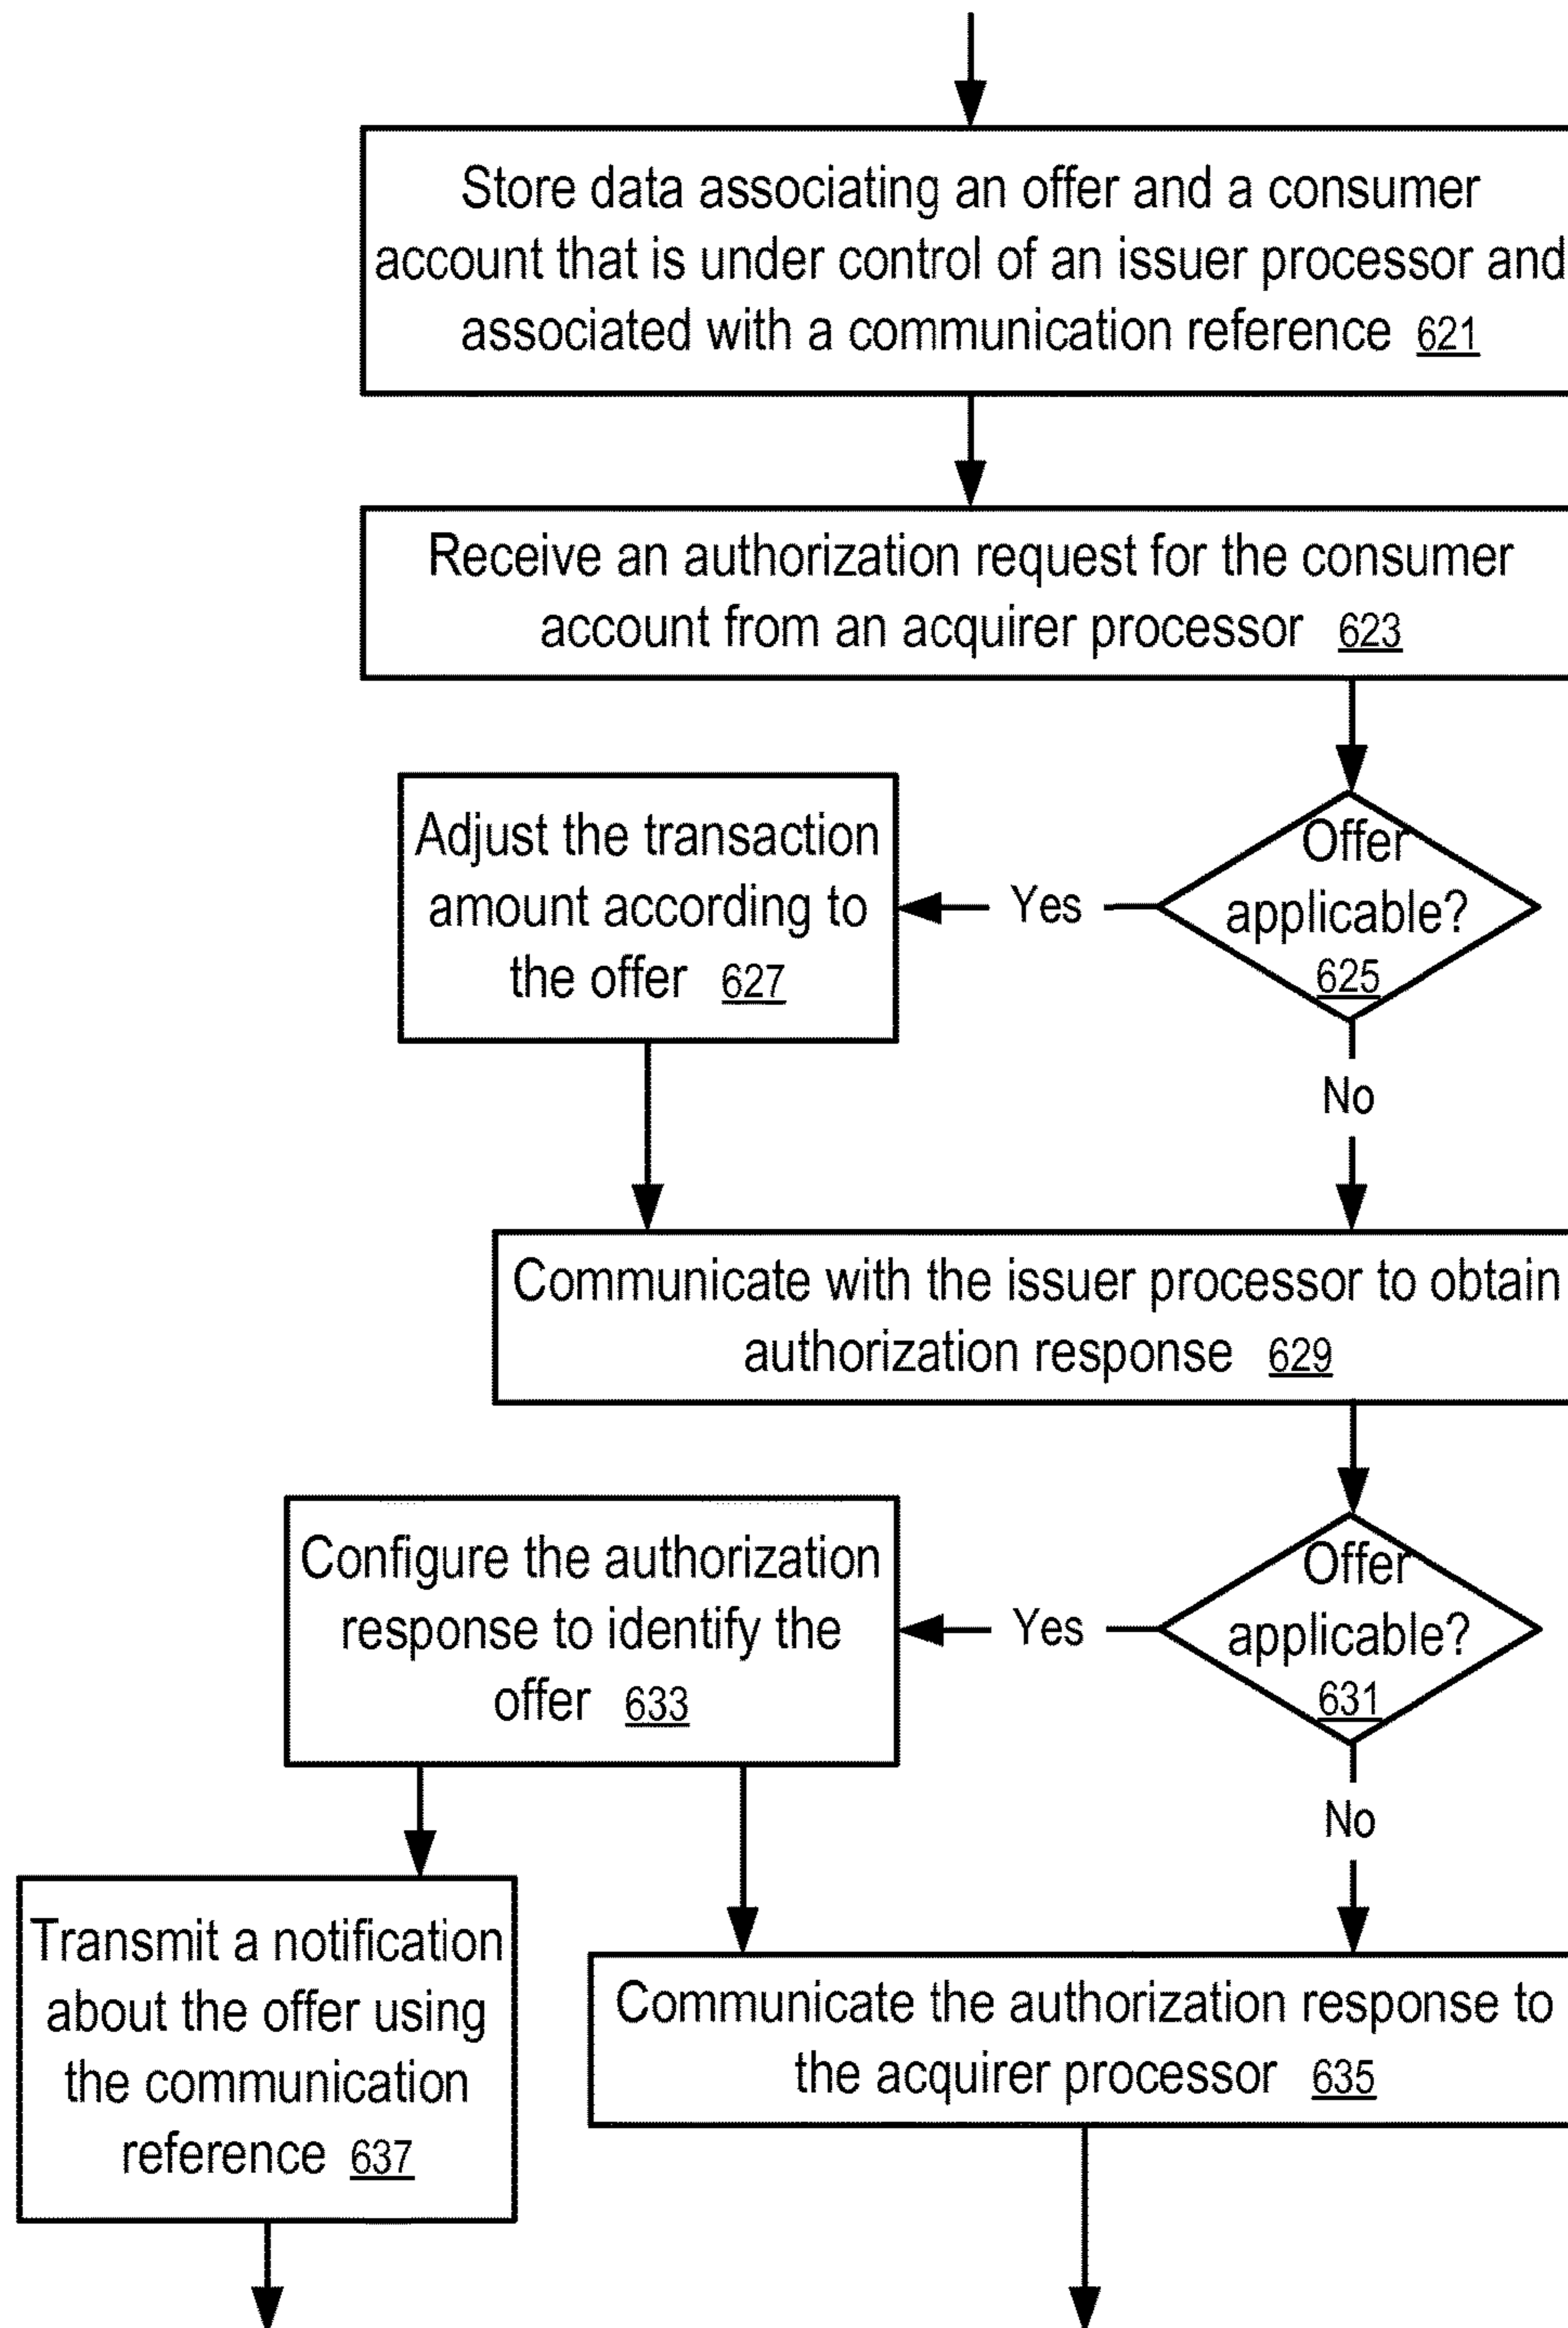 Store data associating an offer and a consumer
account that is under control of an issuer processor and
associated with a communication reference 621
Receive an authorization request for the consumer
account from an acquirer processor 623
Adjust the transaction
amount according to
the offer 627
Yes
Offer
applicable?
625
No
Communicate with the issuer processor to obtain
authorization response 629
Configure the authorization
response to identify the
offer 633
Yes
Offer
applicable?
631
No
Transmit a notification
about the offer using
the communication
reference 637
Communicate the authorization response to
the acquirer processor 635